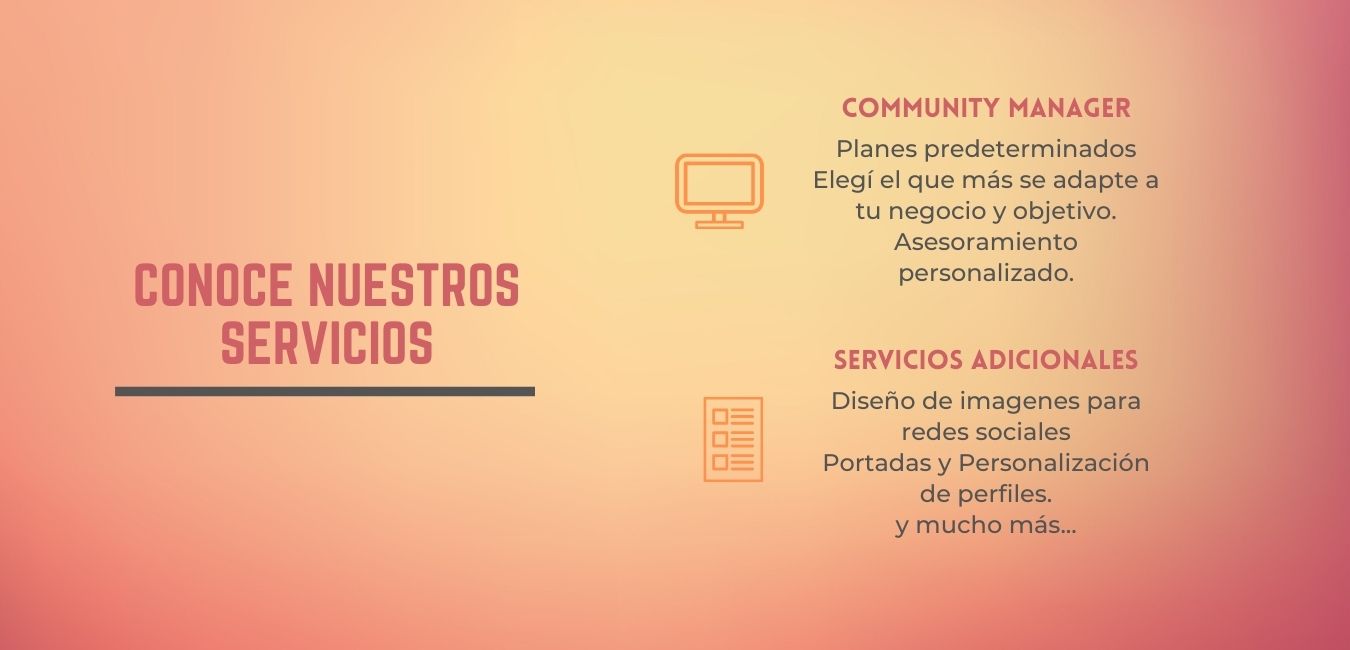 CONOCE NUESTROS
SERVICIOS
COMMUNITY MANAGER
Planes predeterminados
Elegí el que más se adapte a
tu negocio y objetivo.
Asesoramiento
personalizado.
SERVICIOS ADICIONALES
Diseño de imagenes para
redes sociales
Portadas y Personalización
de perfiles.
y mucho más...